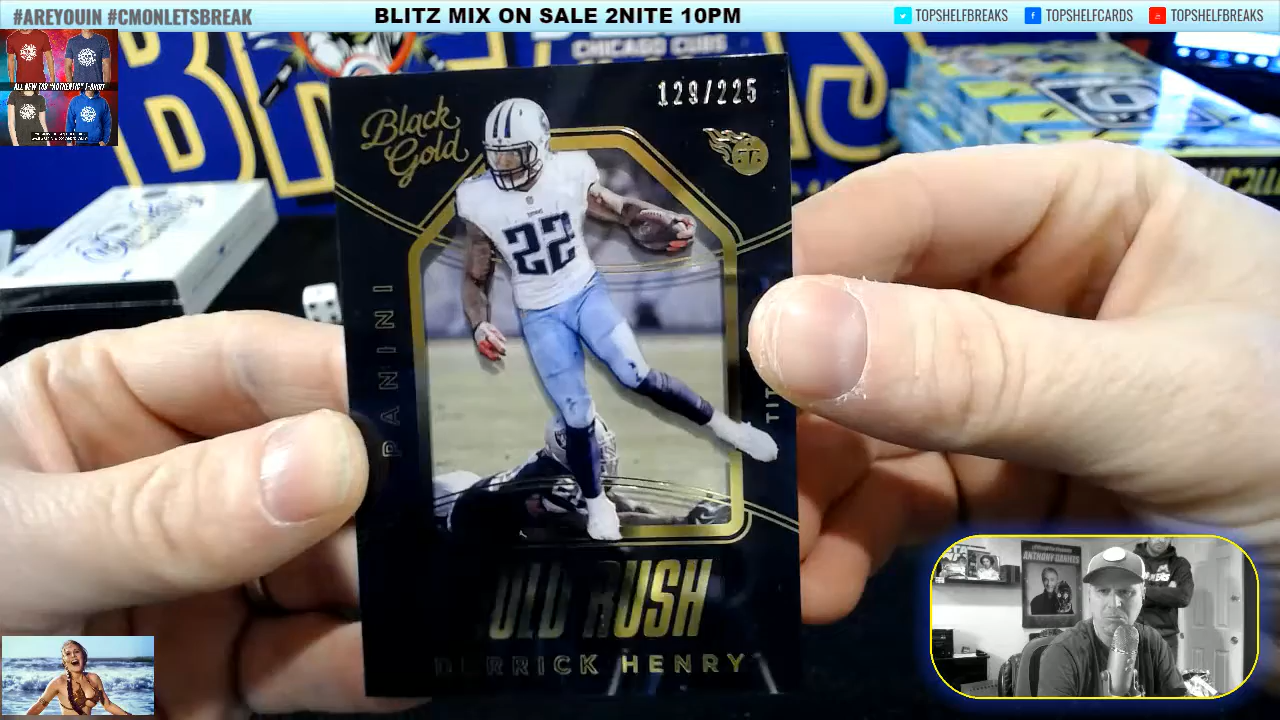 #AREYOUIN #CMONLETSBREAK
BLITZ MIX ON SALE 2NITE 10PM
TOPSHELFBREAKS
TOPSHELFCARDS
TOPSHELFBREAKS
CHICAGO CUBS
129/225
Black
Gold
22
PANINI
TIT
OLD RUSH
DERRICK HENRY